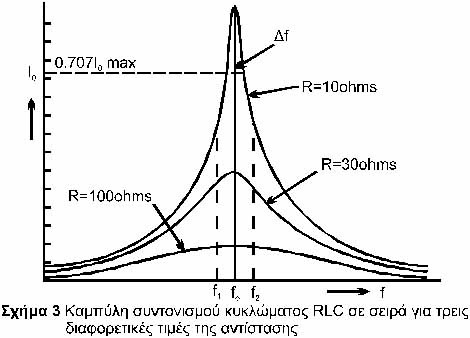 0.707I₀ max
Δf
I₀
R=10ohms
R=30ohms
R=100ohms
f₁ f₀ f₂ f
Σχήμα 3 Καμπύλη συντονισμού κυκλώματος RLC σε σειρά για τρεις
διαφορετικές τιμές της αντίστασης